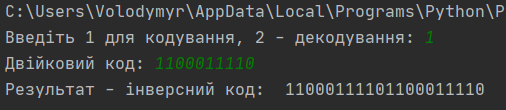 C:\Users\Volodymyr\AppData\Local\Programs\Python\P
Введіть 1 для кодування, 2 - декодування: 1
Двійковий код: 1100011110
Результат - інверсний код:  11000111101100011110